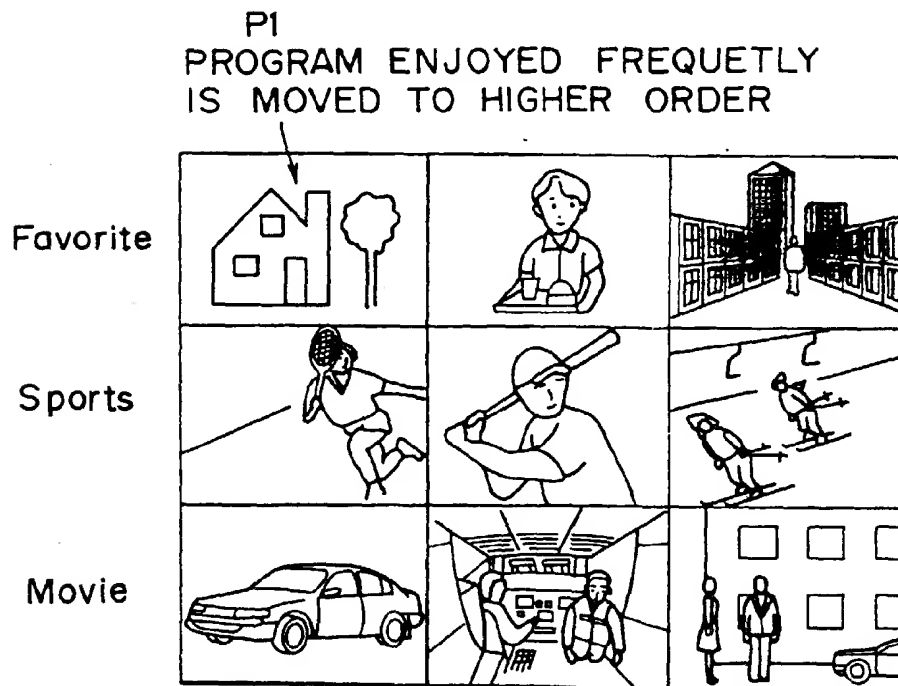 P1
PROGRAM ENJOYED FREQUETLY
IS MOVED TO HIGHER ORDER
Favorite
Sports
Movie